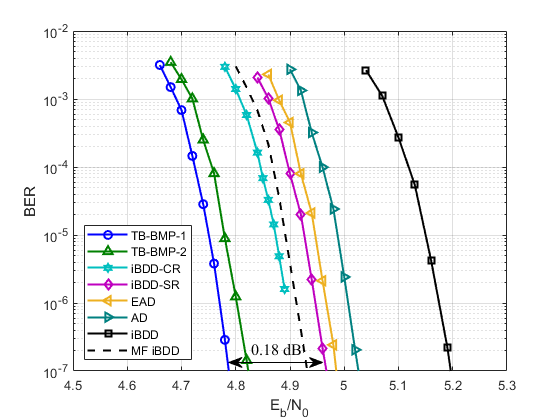 10^-2
10^-3
10^-4
10^-5
10^-6
10^-7
BER
TB-BMP-1
TB-BMP-2
iBDD-CR
iBDD-SR
EAD
AD
iBDD
MF iBDD
0.18 dB
4.5 4.6 4.7 4.8 4.9 5 5.1 5.2 5.3
E_b/N_0